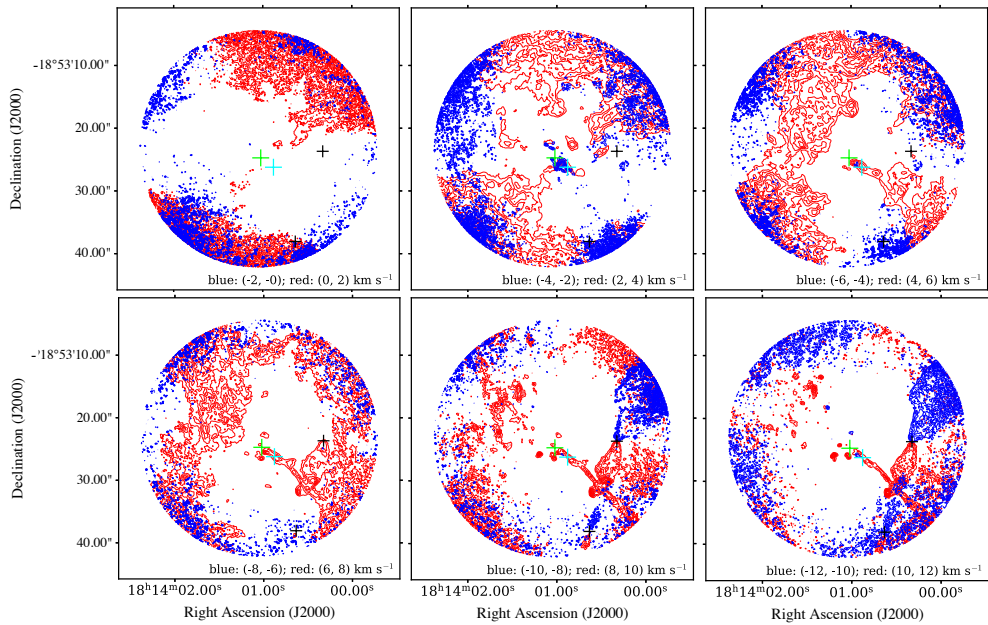 -18°53'10.00"
20.00"
30.00"
40.00"
Declination (J2000)
blue: (-2, -0); red: (0, 2) km s⁻¹
blue: (-4, -2); red: (2, 4) km s⁻¹
blue: (-6, -4); red: (4, 6) km s⁻¹
-'18°53'10.00"
20.00"
30.00"
40.00"
Declination (J2000)
blue: (-8, -6); red: (6, 8) km s⁻¹
blue: (-10, -8); red: (8, 10) km s⁻¹
blue: (-12, -10); red: (10, 12) km s⁻¹
18ʰ14ᵐ02.00ˢ 01.00ˢ 00.00ˢ
18ʰ14ᵐ02.00ˢ 01.00ˢ 00.00ˢ
18ʰ14ᵐ02.00ˢ 01.00ˢ 00.00ˢ
Right Ascension (J2000)
Right Ascension (J2000)
Right Ascension (J2000)